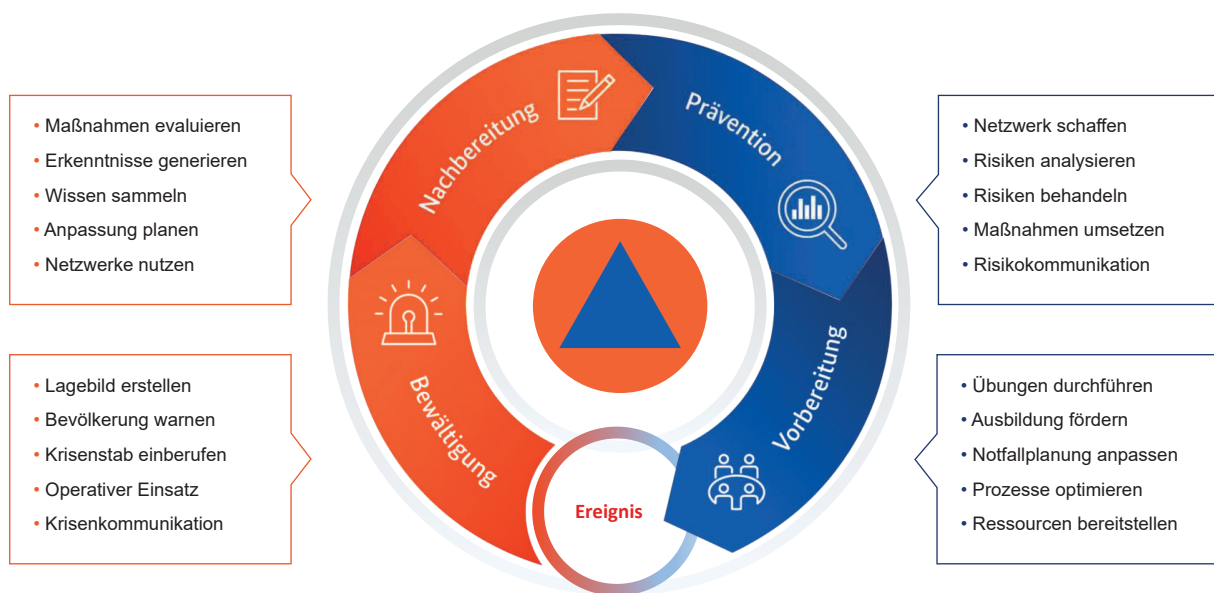 Nachbereitung
Prävention
Vorbereitung
Bewältigung
Ereignis
• Maßnahmen evaluieren
• Erkenntnisse generieren
• Wissen sammeln
• Anpassung planen
• Netzwerke nutzen
• Netzwerk schaffen
• Risiken analysieren
• Risiken behandeln
• Maßnahmen umsetzen
• Risikokommunikation
• Lagebild erstellen
• Bevölkerung warnen
• Krisenstab einberufen
• Operativer Einsatz
• Krisenkommunikation
• Übungen durchführen
• Ausbildung fördern
• Notfallplanung anpassen
• Prozesse optimieren
• Ressourcen bereitstellen